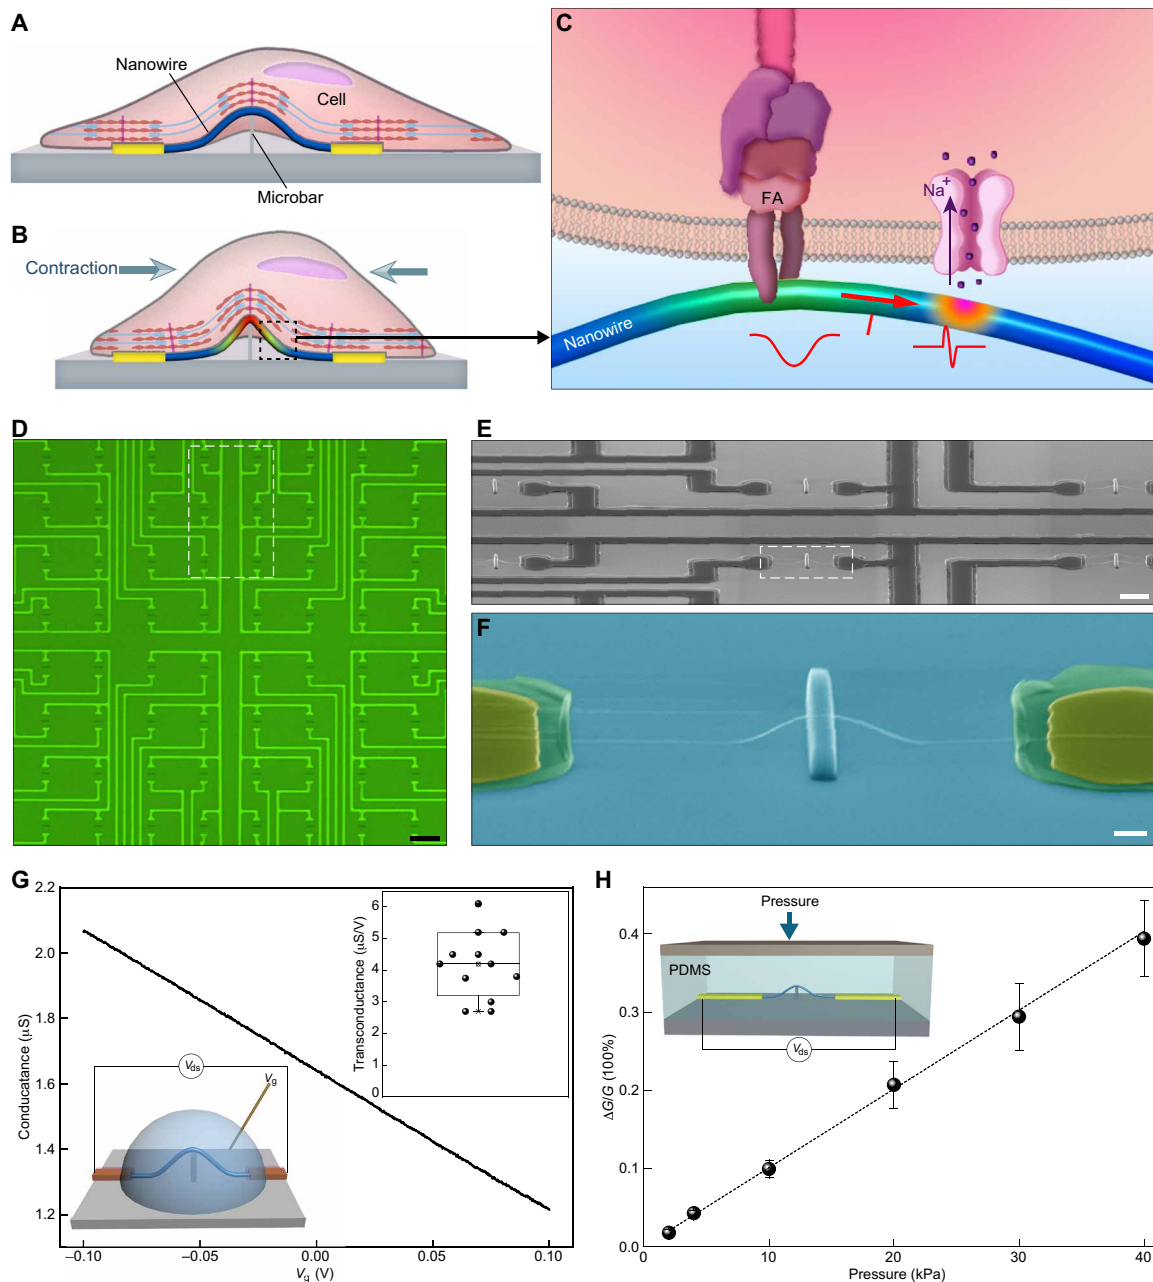 A
Nanowire
Cell
Microbar
B
Contraction
C
FA
Na+
Nanowire
D
E
F
G
2.2
2.0
1.8
1.6
1.4
1.2
Conducatance (μS)
–0.10
–0.05
0.00
0.05
0.10
Vg (V)
Vds
Vg
6
5
4
3
2
1
0
Transconductance (μS/V)
H
0.4
0.3
0.2
0.1
0.0
ΔG/G (100%)
0
10
20
30
40
Pressure (kPa)
Pressure
PDMS
Vds